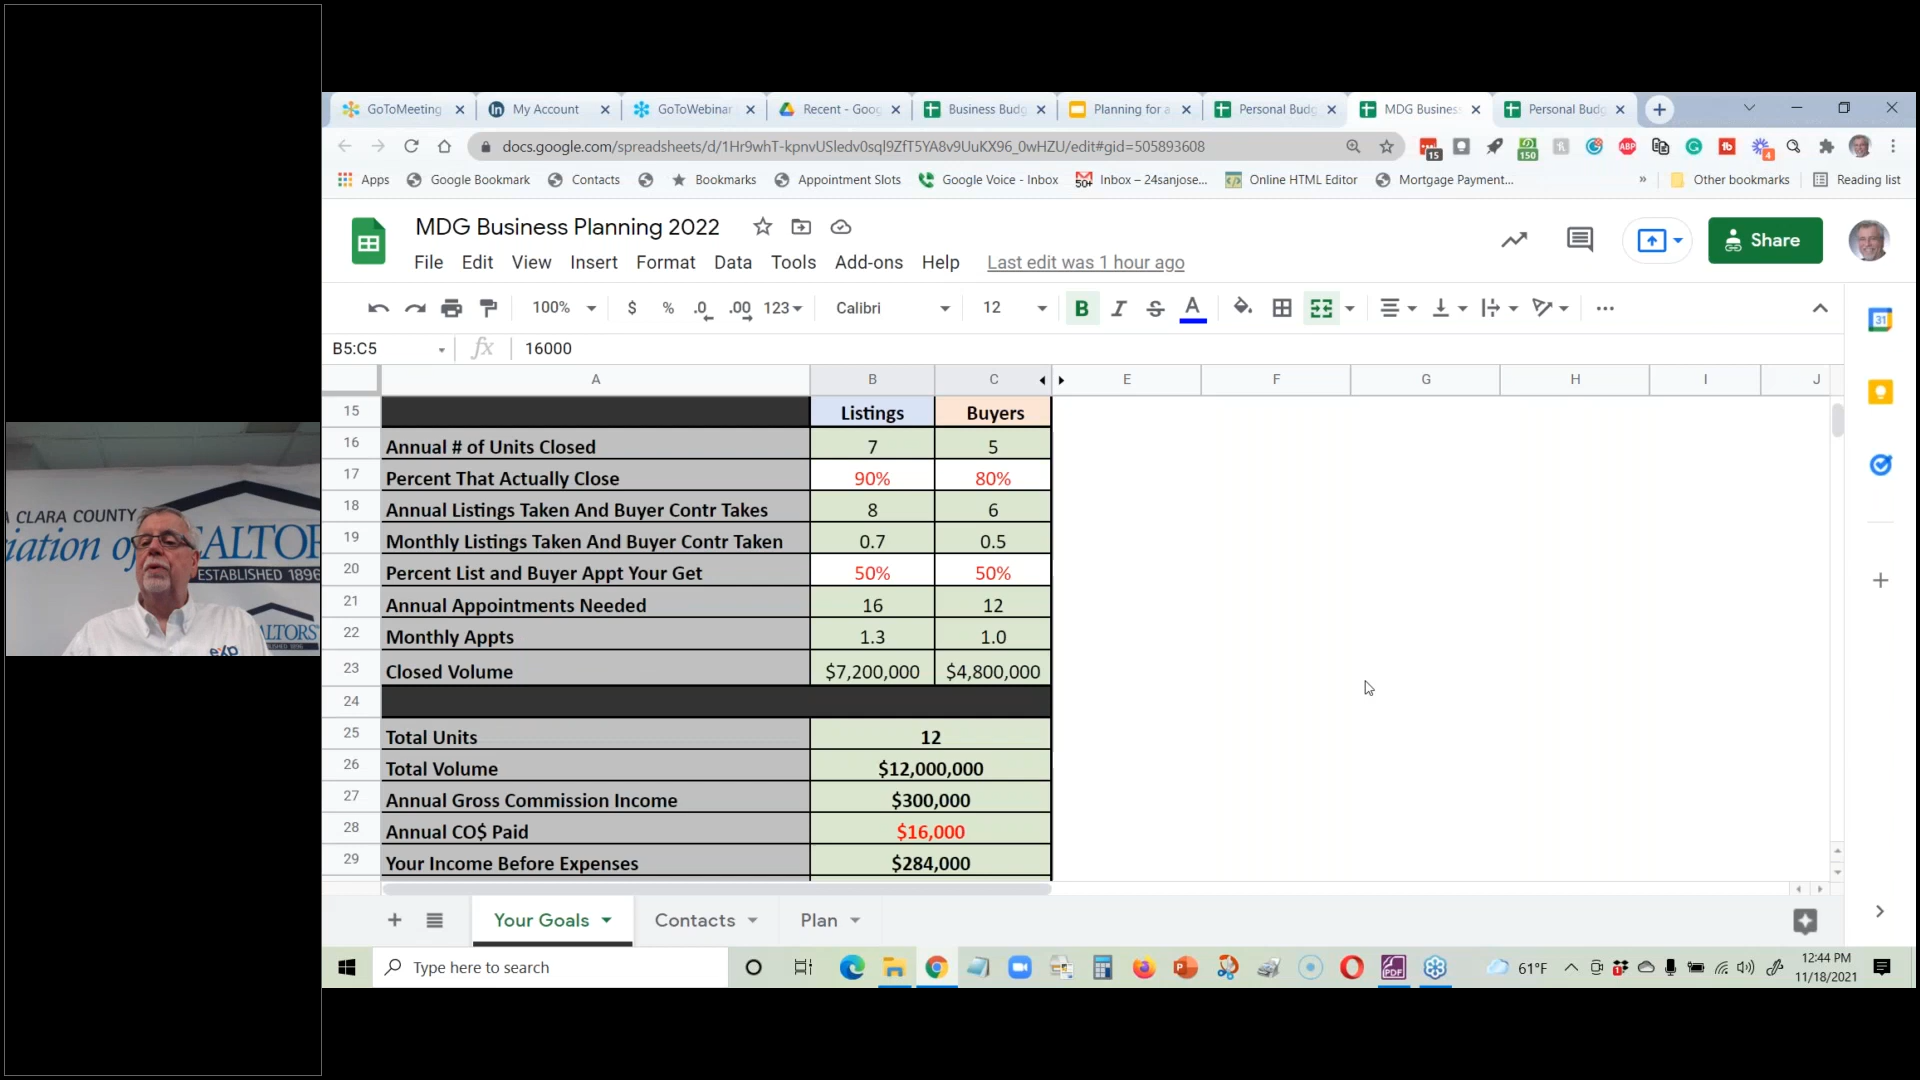 GoToMeeting
My Account
GoToWebinar
Recent - Goog
Business Budg
Planning for a
Personal Budg
MDG Business
Personal Budg
docs.google.com/spreadsheets/d/1Hr9whT-kpnvUSledv0sql9ZfT5YA8v9UuKX96_0wHZU/edit#gid=505893608
15
150
ABP
4
Apps
Google Bookmark
Contacts
Bookmarks
Appointment Slots
Google Voice - Inbox
50+
Inbox – 24sanjose...
Online HTML Editor
Mortgage Payment...
»
Other bookmarks
Reading list
MDG Business Planning 2022
Share
File Edit View Insert Format Data Tools Add-ons Help Last edit was 1 hour ago
100% $ % .0 .00 123 Calibri 12 B I S A ...
31
B5:C5 fx 16000
A B C E F G H I J
15 Listings Buyers
16 Annual # of Units Closed 7 5
17 Percent That Actually Close 90% 80%
18 Annual Listings Taken And Buyer Contr Takes 8 6
19 Monthly Listings Taken And Buyer Contr Taken 0.7 0.5
20 Percent List and Buyer Appt Your Get 50% 50%
21 Annual Appointments Needed 16 12
22 Monthly Appts 1.3 1.0
23 Closed Volume $7,200,000 $4,800,000
24
25 Total Units 12
26 Total Volume $12,000,000
27 Annual Gross Commission Income $300,000
28 Annual CO$ Paid $16,000
29 Your Income Before Expenses $284,000
A CLARA COUNTY
iation of REALTORS
ESTABLISHED 1896
ALTORS
eXp
Your Goals Contacts Plan
Type here to search
61°F
12:44 PM
11/18/2021